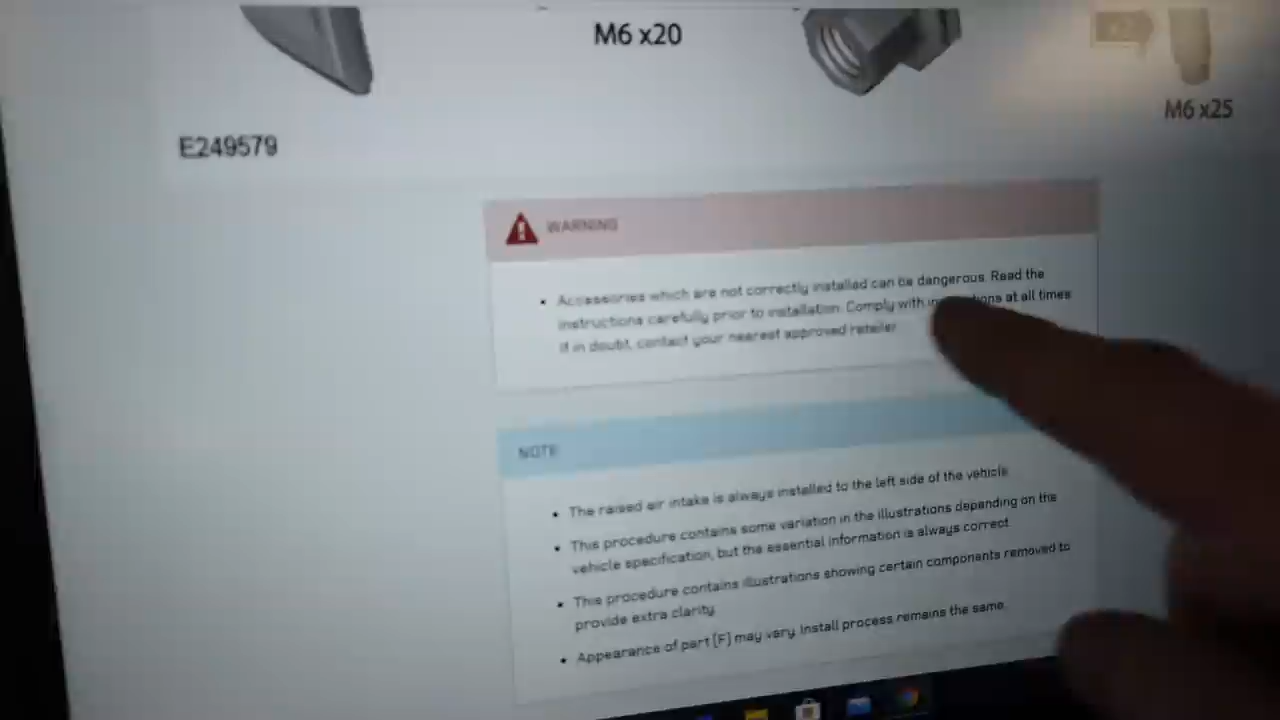 M6 x20
M6 x25
E249579
WARNING
• Accessories which are not correctly installed can be dangerous. Read the
instructions carefully prior to installation. Comply with at all times
If in doubt, contact your nearest approved retailer
NOTE
• The raised air intake is always installed to the left side of the vehicle
• This procedure contains some variation in the illustrations depending on the
vehicle specification, but the essential information is always correct
• This procedure contains illustrations showing certain components removed to
provide extra clarity
• Appearance of part (F) may vary. Install process remains the same.